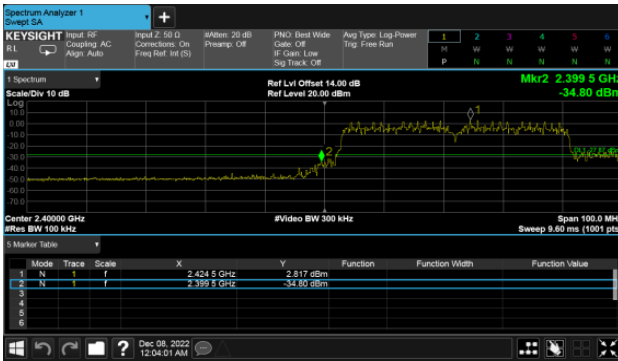 Spectrum Analyzer 1
Swept SA
KEYSIGHT Input: RF Input Z: 50 Ω #Atten: 20 dB PNO: Best Wide Avg Type: Log-Power 1 2 3 4 5 6
RL Coupling: AC Corrections: On Preamp: Off Gate: Off Trig: Free Run M W W W W W
Align: Auto Freq Ref: Int (S) IF Gain: Low
Sig Track: Off P N N N N N
LXI
1 Spectrum Ref Lvl Offset 14.00 dB Mkr2 2.399 5 GHz
Scale/Div 10 dB Ref Level 20.00 dBm -34.80 dBm
Log
10.0
0.00
-10.0
-20.0
-30.0
-40.0
-50.0
-60.0
-70.0
1
2
Center 2.40000 GHz #Video BW 300 kHz Span 100.0 MHz
#Res BW 100 kHz Sweep 9.60 ms (1001 pts)
5 Marker Table
Mode Trace Scale X Y Function Function Width Function Value
1 N 1 f 2.424 5 GHz 2.817 dBm
2 N 1 f 2.399 5 GHz -34.80 dBm
3
4
5
6
? Dec 08, 2022
12:04:01 AM